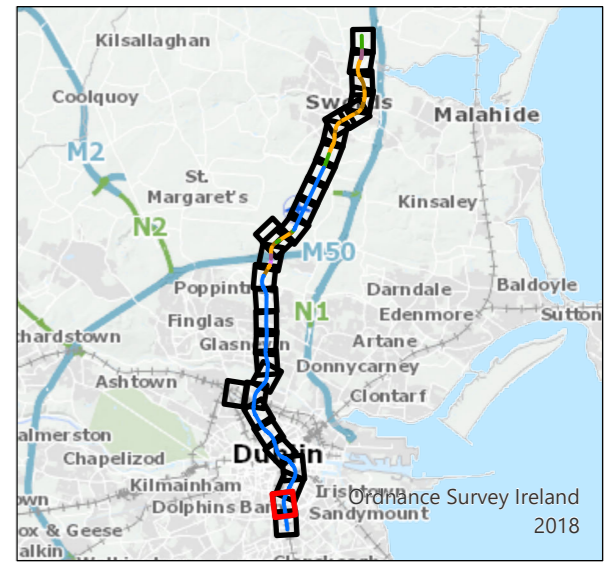 Kilsallaghan
Coolquoy
Swords
Malahide
M2
St.
Margaret's
Kinsaley
N2
M50
Poppint
Darndale
Baldoyle
Finglas
N1
Edenmore
Sutton
chardstown
Glasnevin
Artane
Ashtown
Donnycarney
Clontarf
almerston
Chapelizod
Dublin
Kilmainham
Irishtown
Ordnance Survey Ireland
own
Dolphins Barn
Sandymount
2018
ox & Geese
alkin